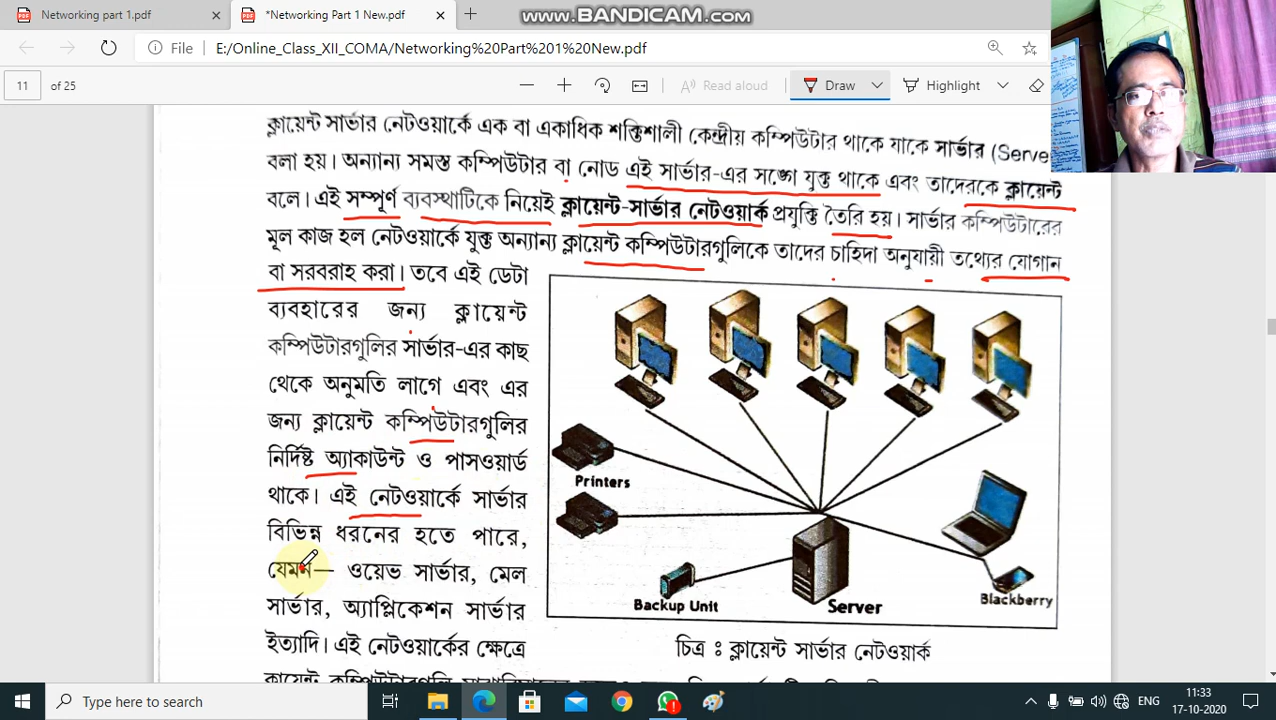 Networking part 1.pdf
*Networking Part 1 New.pdf
www.BANDICAM.com
File E:/Online_Class_XII_COMA/Networking%20Part%201%20New.pdf
11 of 25
Read aloud
Draw
Highlight
ক্লায়েন্ট সার্ভার নেটওয়ার্কে এক বা একাধিক শক্তিশালী কেন্দ্রীয় কম্পিউটার থাকে যাকে সার্ভার (Serve
বলা হয়। অন্যান্য সমস্ত কম্পিউটার বা নোড এই সার্ভার-এর সঙ্গে যুক্ত থাকে এবং তাদেরকে ক্লায়েন্ট
বলে। এই সম্পূর্ণ ব্যবস্থাটিকে নিয়েই ক্লায়েন্ট-সার্ভার নেটওয়ার্ক প্রযুক্তি তৈরি হয়। সার্ভার কম্পিউটারের
মূল কাজ হল নেটওয়ার্কে যুক্ত অন্যান্য ক্লায়েন্ট কম্পিউটারগুলিকে তাদের চাহিদা অনুযায়ী তথ্যের যোগান
বা সরবরাহ করা। তবে এই ডেটা
ব্যবহারের জন্য ক্লায়েন্ট
কম্পিউটারগুলির সার্ভার-এর কাছ
থেকে অনুমতি লাগে এবং এর
জন্য ক্লায়েন্ট কম্পিউটারগুলির
নির্দিষ্ট অ্যাকাউন্ট ও পাসওয়ার্ড
থাকে। এই নেটওয়ার্কে সার্ভার
বিভিন্ন ধরনের হতে পারে,
যেমন— ওয়েভ সার্ভার, মেল
সার্ভার, অ্যাপ্লিকেশন সার্ভার
ইত্যাদি। এই নেটওয়ার্কের ক্ষেত্রে
ক্লায়েন্ট কম্পিউটারগুলি
Printers
Backup Unit
Server
Blackberry
চিত্র ঃ ক্লায়েন্ট সার্ভার নেটওয়ার্ক
Type here to search
ENG
11:33
17-10-2020